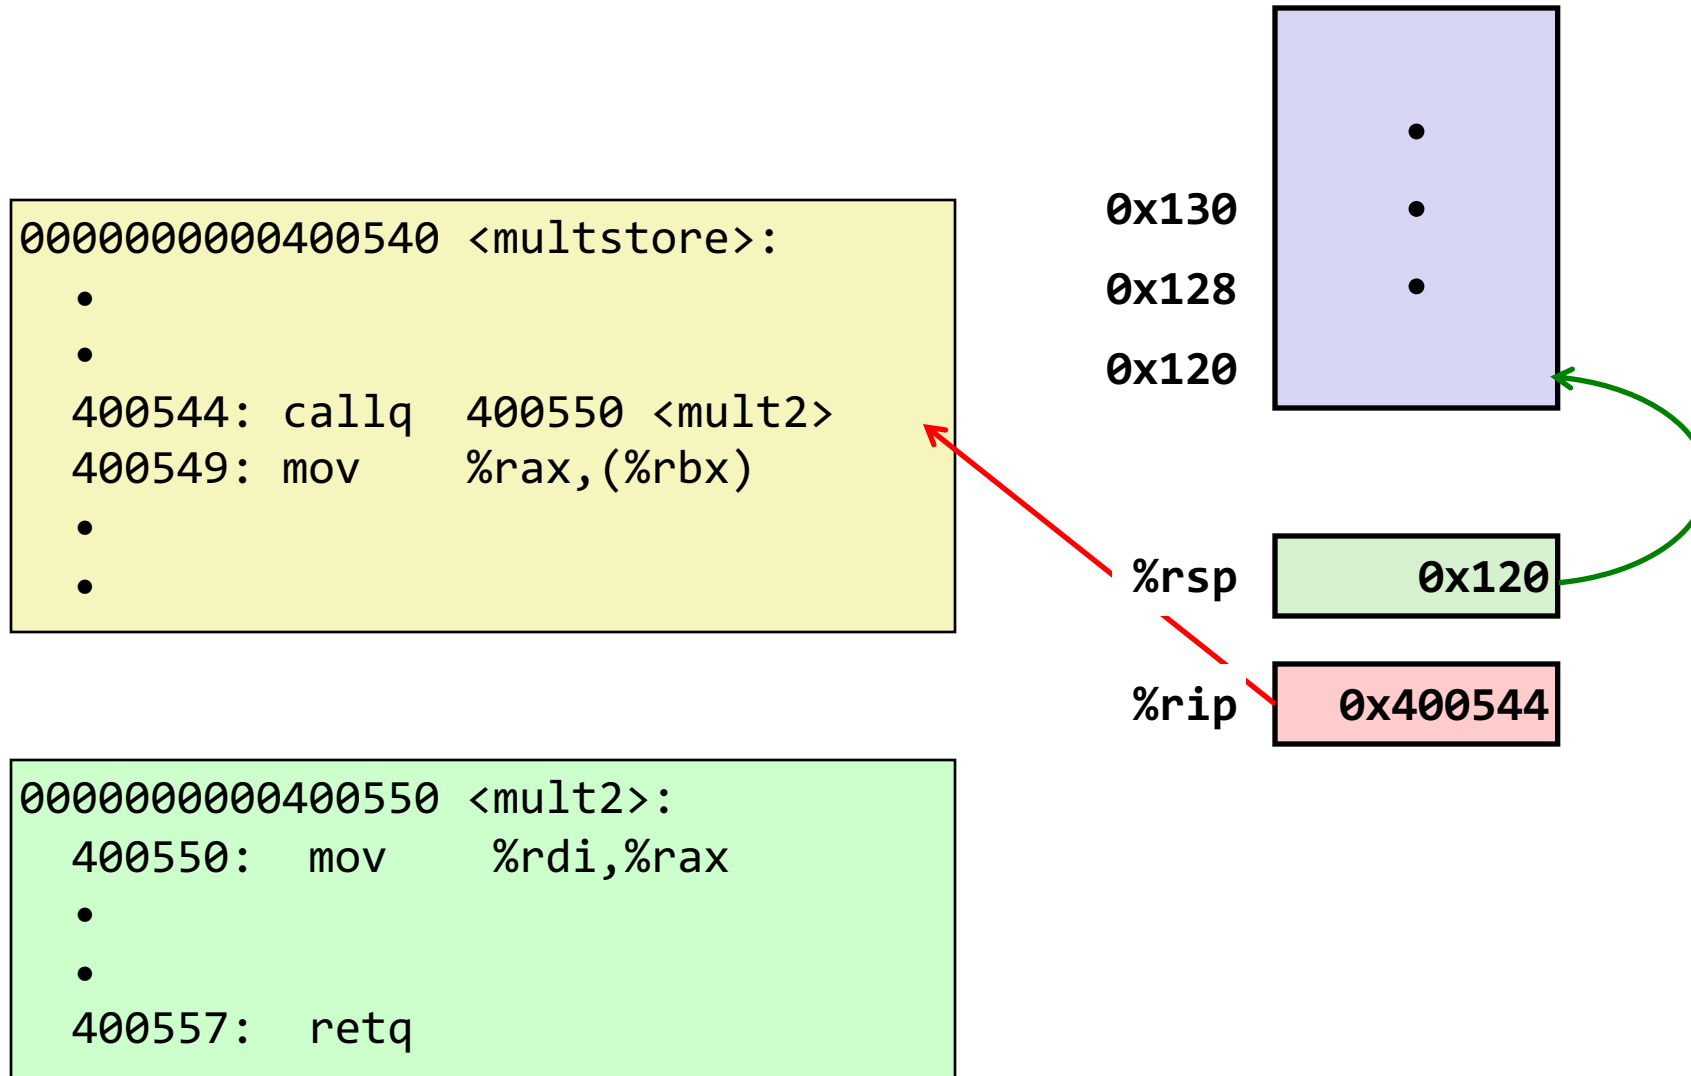 0000000000400540 <multstore>:
•
•
400544: callq 400550 <mult2>
400549: mov %rax,(%rbx)
•
•
0000000000400550 <mult2>:
400550: mov %rdi,%rax
•
•
400557: retq
•
0x130 •
0x128 •
0x120
%rsp 0x120
%rip 0x400544